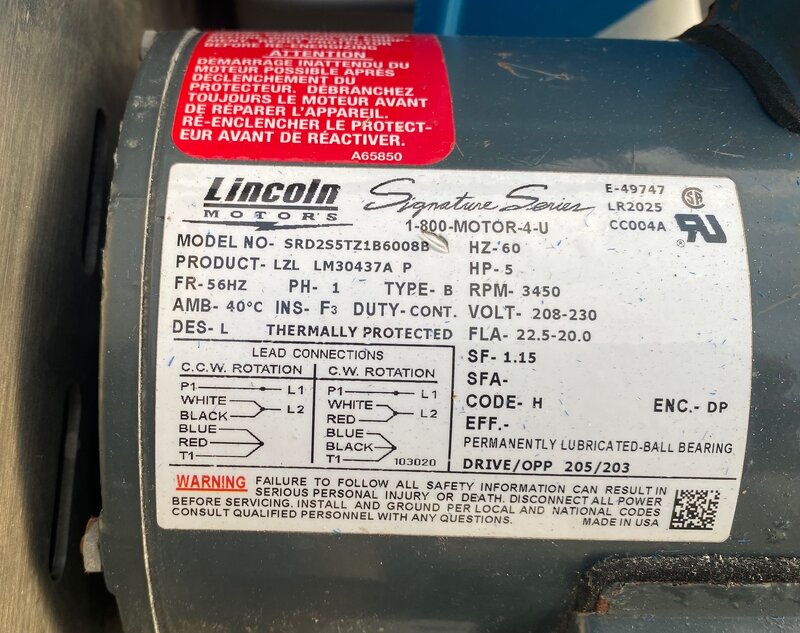 BEFORE RE-ENERGIZING
ATTENTION
DÉMARRAGE INATTENDU DU
MOTEUR POSSIBLE APRÈS
DÉCLENCHEMENT DU
PROTECTEUR. DÉBRANCHEZ
TOUJOURS LE MOTEUR AVANT
DE RÉPARER L'APPAREIL.
RÉ-ENCLENCHER LE PROTECT-
EUR AVANT DE RÉACTIVER.
A65850
Lincoln
MOTORS
Signature Series
1-800-MOTOR-4-U
E-49747
LR2025
CC004A
MODEL NO- SRD2S5TZ1B6008B
PRODUCT- LZL LM30437A P
FR- 56HZ PH- 1 TYPE- B
AMB- 40°C INS- F3 DUTY- CONT.
DES- L THERMALLY PROTECTED
HZ- 60
HP- 5
RPM- 3450
VOLT- 208-230
FLA- 22.5-20.0
SF- 1.15
SFA-
CODE- H ENC.- DP
EFF.-
PERMANENTLY LUBRICATED-BALL BEARING
DRIVE/OPP 205/203
LEAD CONNECTIONS
C.C.W. ROTATION
P1 L1
WHITE
BLACK
L2
BLUE
RED
T1
C.W. ROTATION
P1 L1
WHITE
RED
L2
BLUE
BLACK
T1
103020
WARNING FAILURE TO FOLLOW ALL SAFETY INFORMATION CAN RESULT IN
SERIOUS PERSONAL INJURY OR DEATH. DISCONNECT ALL POWER
BEFORE SERVICING. INSTALL AND GROUND PER LOCAL AND NATIONAL CODES
CONSULT QUALIFIED PERSONNEL WITH ANY QUESTIONS. MADE IN USA